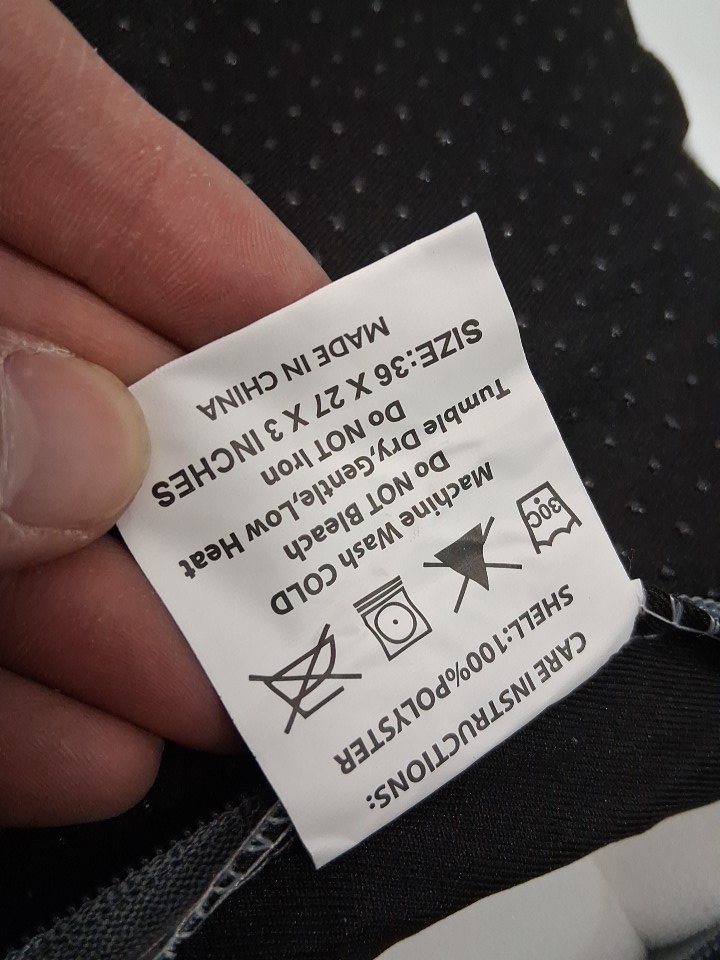 CARE INSTRUCTIONS:
SHELL:100%POLYSTER
30C
Machine Wash COLD
Do NOT Bleach
Tumble Dry,Gentle,Low Heat
Do NOT Iron
SIZE:36 X 27 X 3 INCHES
MADE IN CHINA